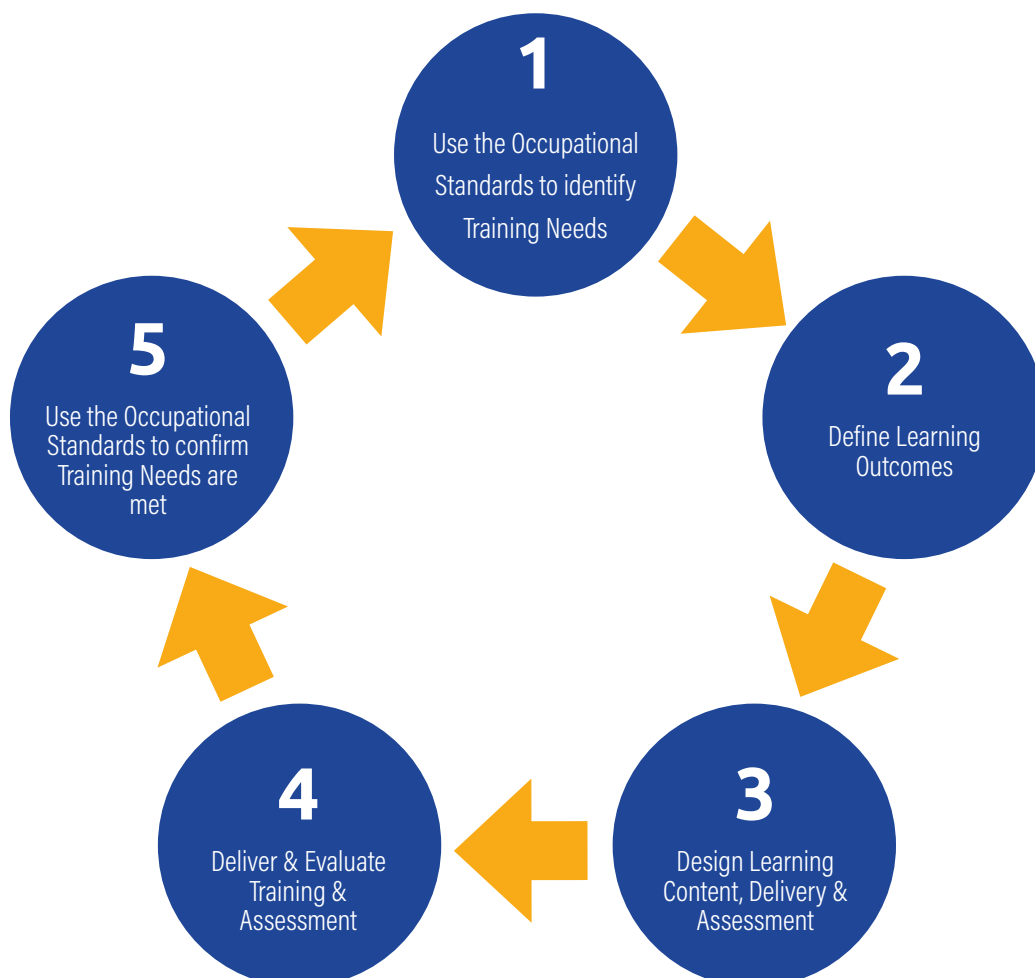 1
Use the Occupational
Standards to identify
Training Needs
2
Define Learning
Outcomes
3
Design Learning
Content, Delivery &
Assessment
4
Deliver & Evaluate
Training &
Assessment
5
Use the Occupational
Standards to confirm
Training Needs are
met